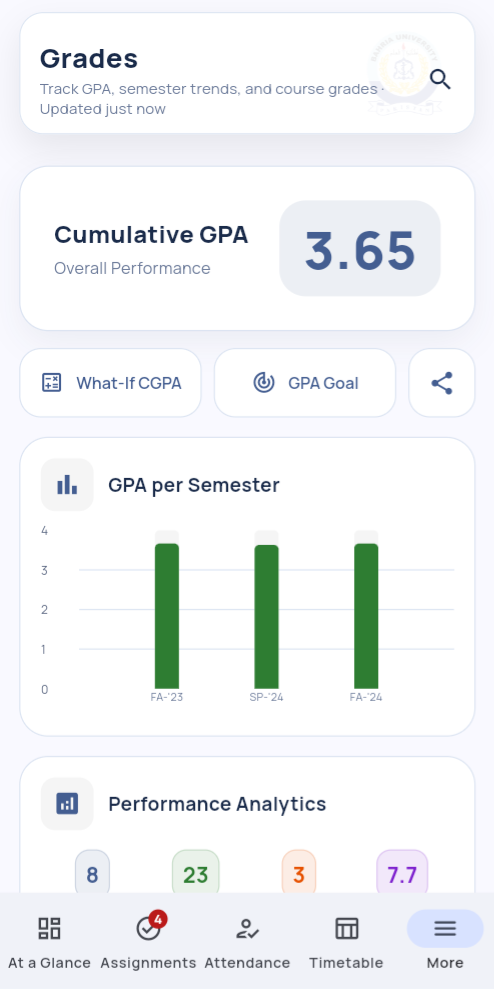 Grades
Track GPA, semester trends, and course grades ·
Updated just now
Cumulative GPA
Overall Performance
3.65
What-If CGPA
GPA Goal
GPA per Semester
4
3
2
1
0
FA-'23
SP-'24
FA-'24
Performance Analytics
8
23
3
7.7
4
At a Glance
Assignments
Attendance
Timetable
More